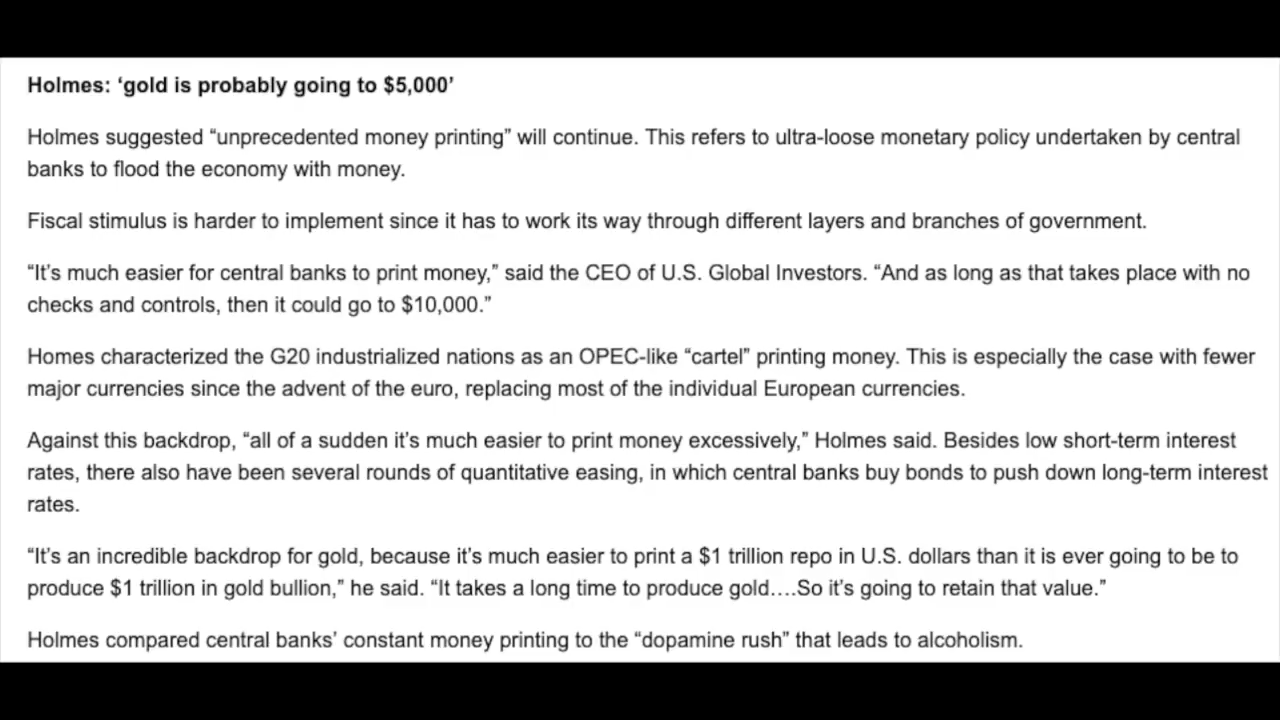 Holmes: ‘gold is probably going to $5,000’
Holmes suggested “unprecedented money printing” will continue. This refers to ultra-loose monetary policy undertaken by central
banks to flood the economy with money.
Fiscal stimulus is harder to implement since it has to work its way through different layers and branches of government.
“It’s much easier for central banks to print money,” said the CEO of U.S. Global Investors. “And as long as that takes place with no
checks and controls, then it could go to $10,000.”
Homes characterized the G20 industrialized nations as an OPEC-like “cartel” printing money. This is especially the case with fewer
major currencies since the advent of the euro, replacing most of the individual European currencies.
Against this backdrop, “all of a sudden it’s much easier to print money excessively,” Holmes said. Besides low short-term interest
rates, there also have been several rounds of quantitative easing, in which central banks buy bonds to push down long-term interest
rates.
“It’s an incredible backdrop for gold, because it’s much easier to print a $1 trillion repo in U.S. dollars than it is ever going to be to
produce $1 trillion in gold bullion,” he said. “It takes a long time to produce gold….So it’s going to retain that value.”
Holmes compared central banks’ constant money printing to the “dopamine rush” that leads to alcoholism.